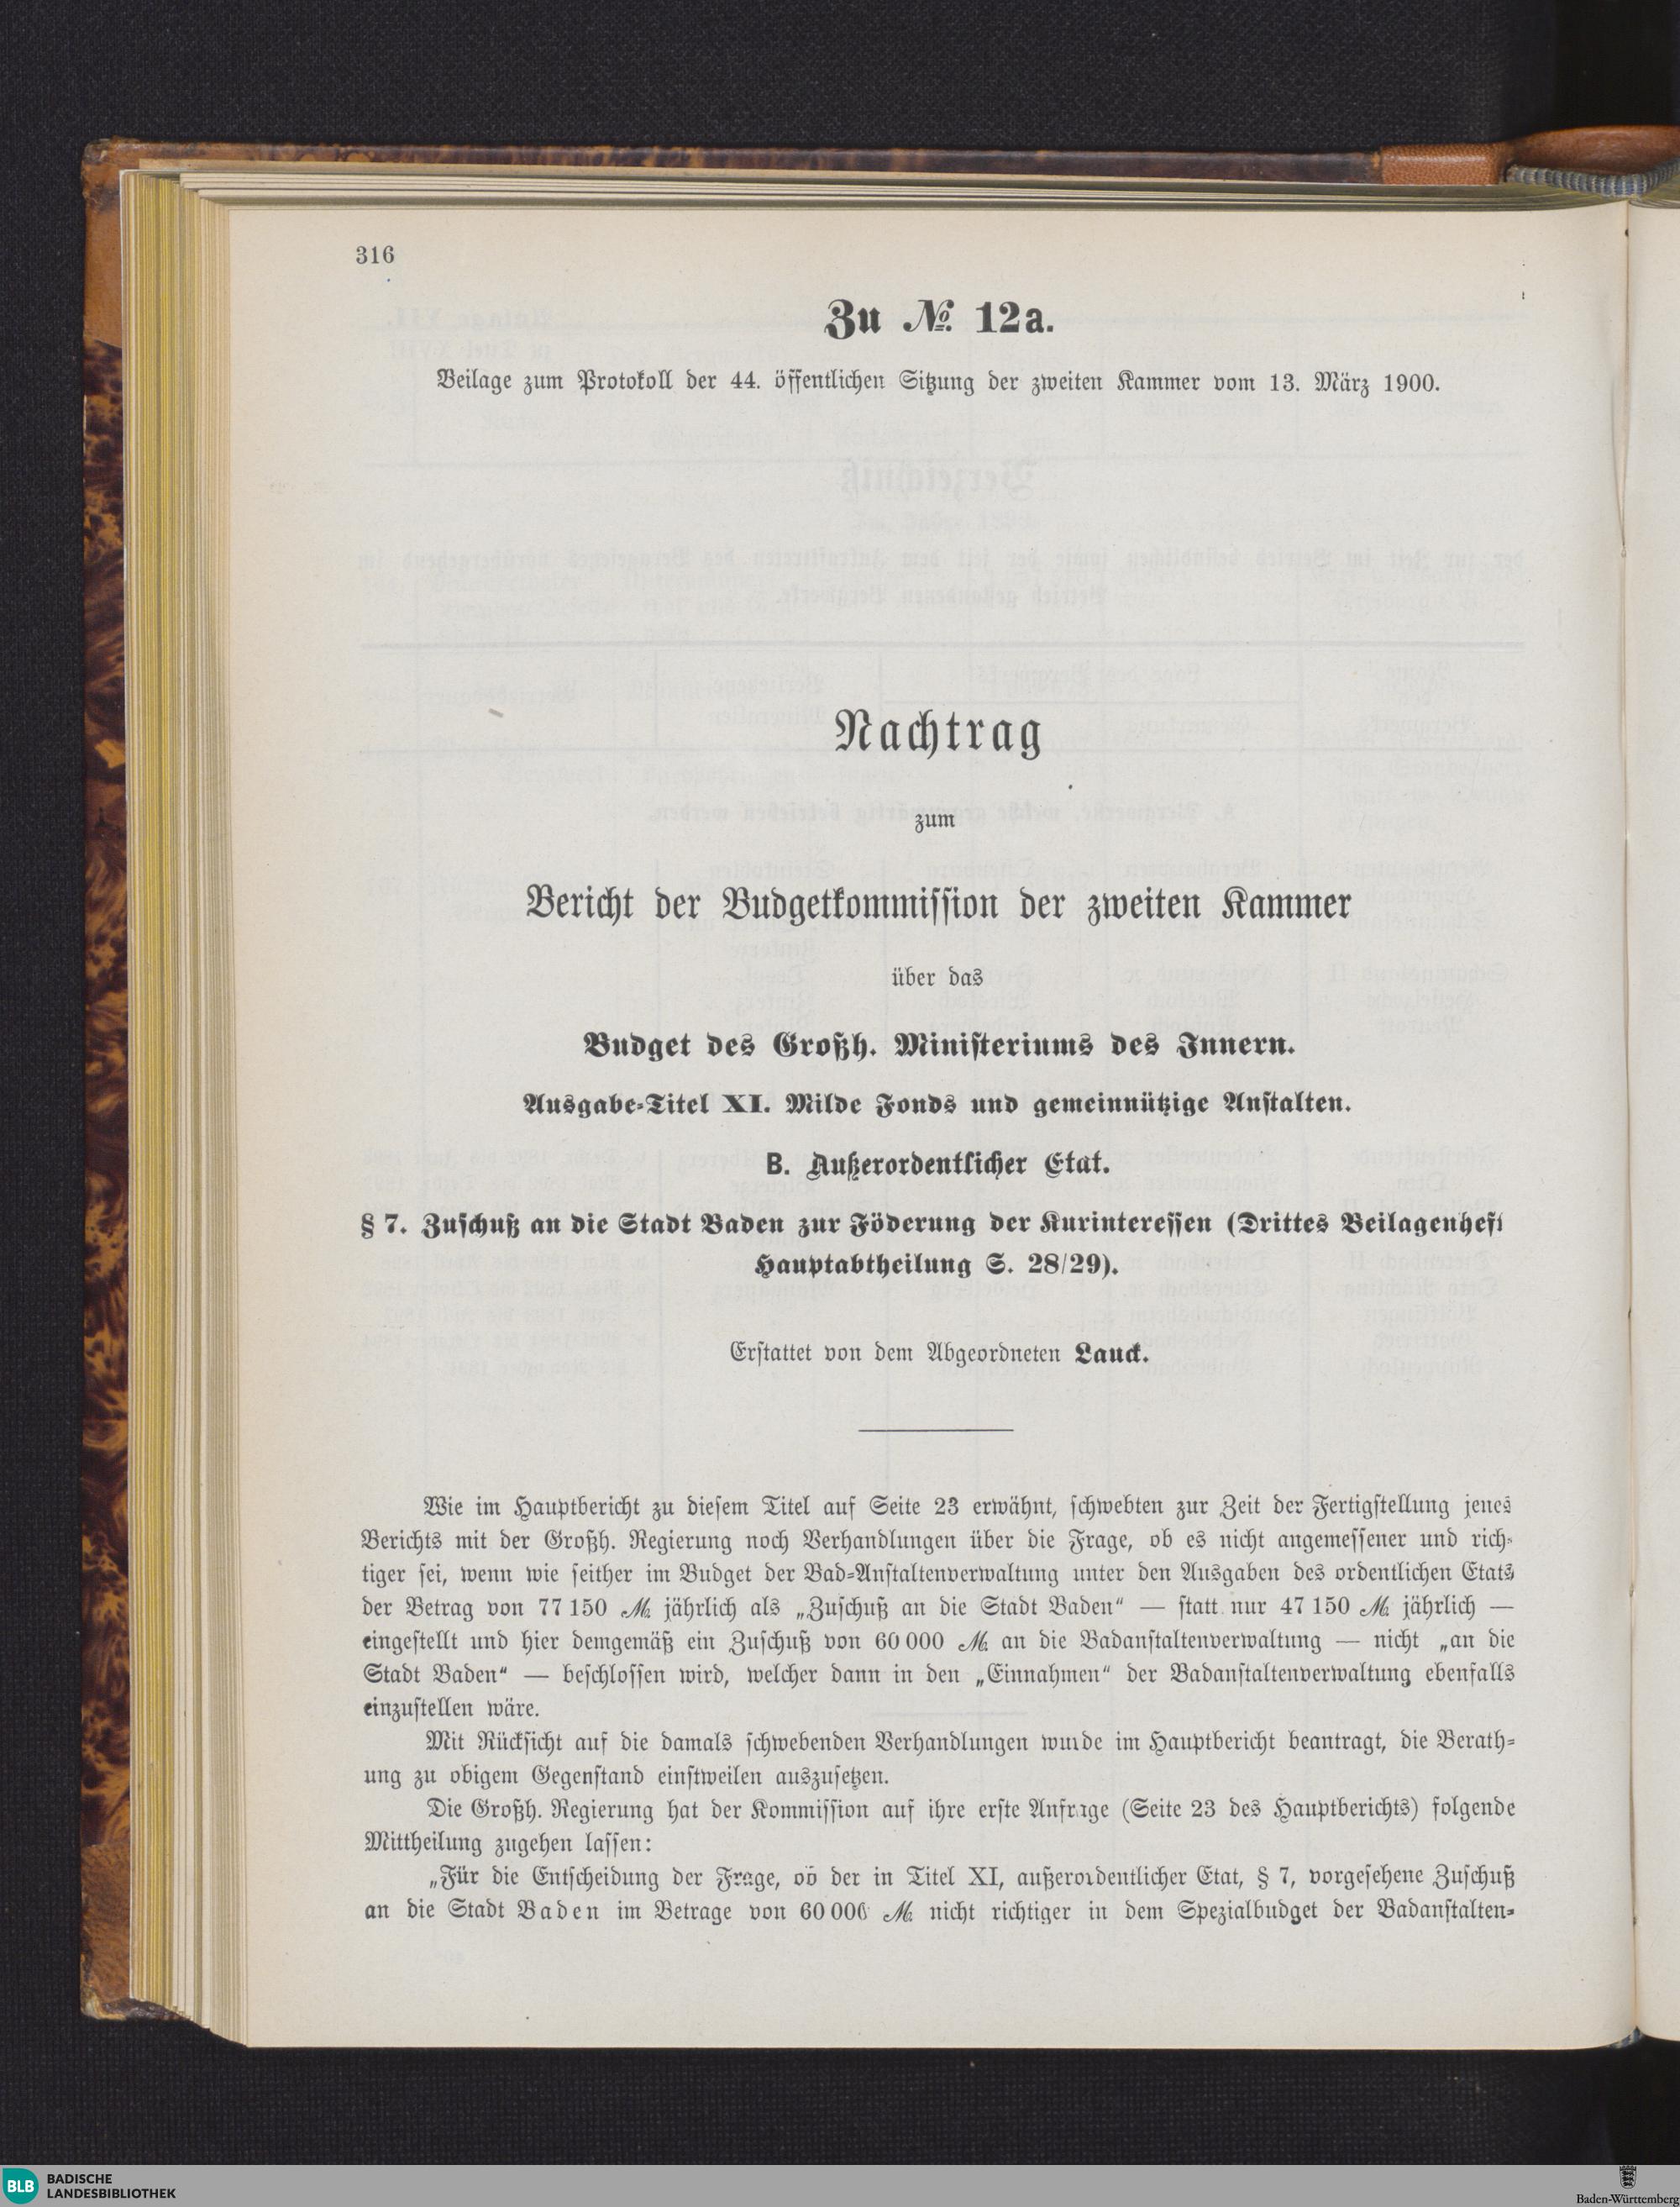 316
Zu № 12a.
Beilage zum Protokoll der 44. öffentlichen Sitzung der zweiten Kammer vom 13. März 1900.
Nachtrag
zum
Bericht der Budgetkommission der zweiten Kammer
über das
Budget des Großh. Ministeriums des Innern.
Ausgabe-Titel XI. Milde Fonds und gemeinnützige Anstalten.
B. Außerordentlicher Etat.
§ 7. Zuschuß an die Stadt Baden zur Föderung der Kurinteressen (Drittes Beilagenheft
Hauptabtheilung S. 28/29).
Erstattet von dem Abgeordneten Lauck.
Wie im Hauptbericht zu diesem Titel auf Seite 23 erwähnt, schwebten zur Zeit der Fertigstellung jenes
Berichts mit der Großh. Regierung noch Verhandlungen über die Frage, ob es nicht angemessener und rich-
tiger sei, wenn wie seither im Budget der Bad-Anstaltenverwaltung unter den Ausgaben des ordentlichen Etats
der Betrag von 77 150 ℳ jährlich als „Zuschuß an die Stadt Baden“ — statt nur 47 150 ℳ jährlich —
eingestellt und hier demgemäß ein Zuschuß von 60 000 ℳ an die Badanstaltenverwaltung — nicht „an die
Stadt Baden“ — beschlossen wird, welcher dann in den „Einnahmen“ der Badanstaltenverwaltung ebenfalls
einzustellen wäre.
Mit Rücksicht auf die damals schwebenden Verhandlungen wurde im Hauptbericht beantragt, die Berath-
ung zu obigem Gegenstand einstweilen auszusetzen.
Die Großh. Regierung hat der Kommission auf ihre erste Anfrage (Seite 23 des Hauptberichts) folgende
Mittheilung zugehen lassen:
„Für die Entscheidung der Frage, ob der in Titel XI, außerordentlicher Etat, § 7, vorgesehene Zuschuß
an die Stadt Baden im Betrage von 60 000 ℳ nicht richtiger in dem Spezialbudget der Badanstalten-
BLB
BADISCHE
LANDESBIBLIOTHEK
Baden-Württemberg